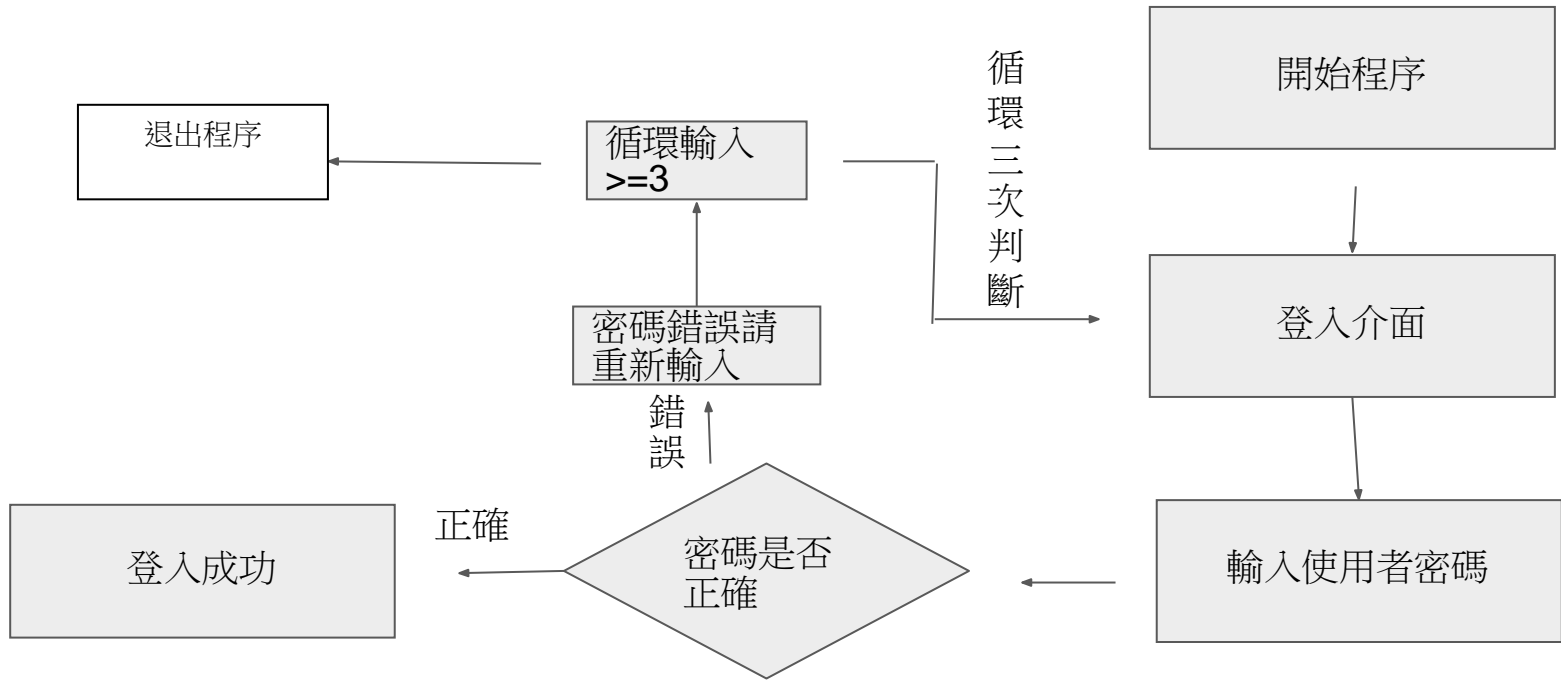 開始程序
循環三次判斷
循環輸入
>=3
退出程序
登入介面
密碼錯誤請
重新輸入
錯誤
正確
密碼是否
正確
登入成功
輸入使用者密碼